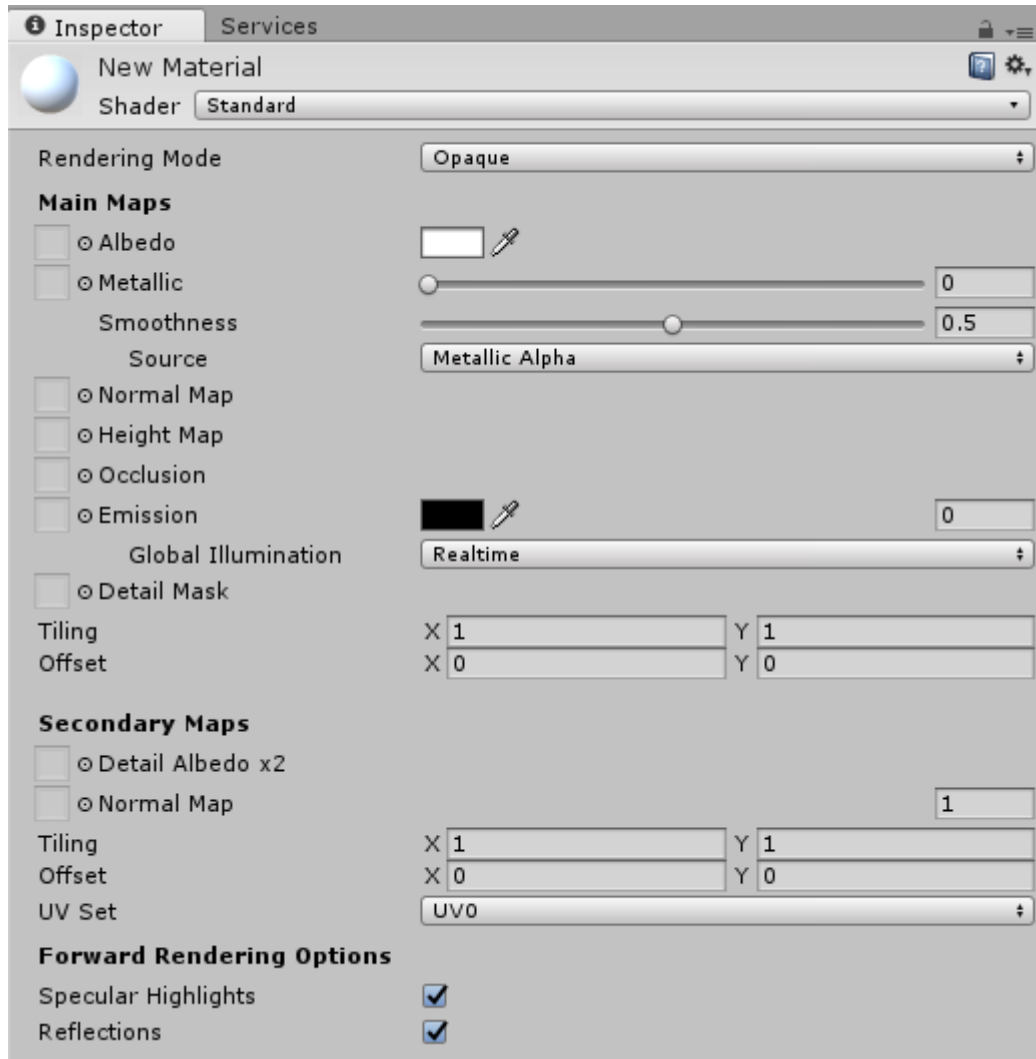 Inspector Services
New Material
Shader Standard
Rendering Mode Opaque
Main Maps
Albedo
Metallic 0
Smoothness 0.5
Source Metallic Alpha
Normal Map
Height Map
Occlusion
Emission 0
Global Illumination Realtime
Detail Mask
Tiling X 1 Y 1
Offset X 0 Y 0
Secondary Maps
Detail Albedo x2
Normal Map 1
Tiling X 1 Y 1
Offset X 0 Y 0
UV Set UV0
Forward Rendering Options
Specular Highlights
Reflections